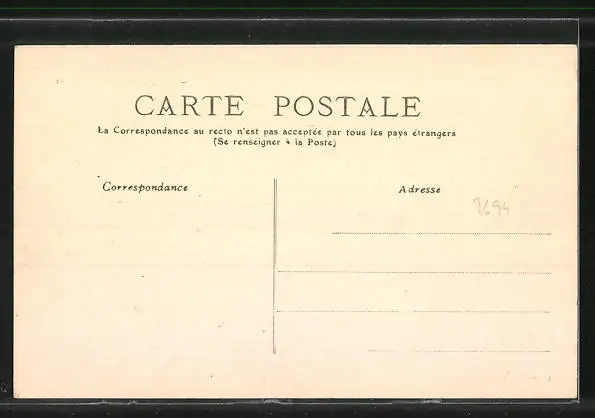 CARTE POSTALE
La Correspondance au recto n'est pas acceptée par tous les pays étrangers
(Se renseigner à la Poste)
Correspondance
Adresse